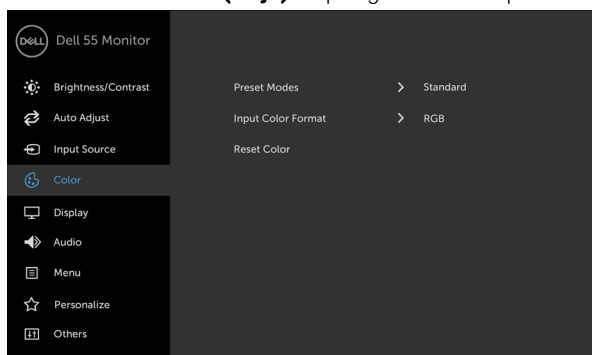 DELL Dell 55 Monitor
Brightness/Contrast Preset Modes > Standard
Auto Adjust Input Color Format > RGB
Input Source Reset Color
Color
Display
Audio
Menu
Personalize
Others